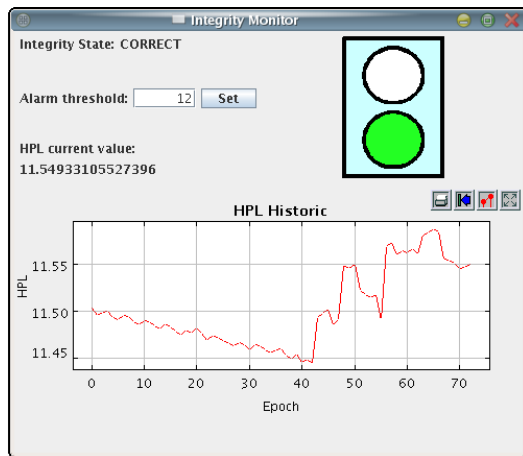 Integrity Monitor
Integrity State: CORRECT
Alarm threshold: 12 Set
HPL current value:
11.54933105527396
HPL Historic
11.55
11.50
11.45
HPL
0 10 20 30 40 50 60 70
Epoch